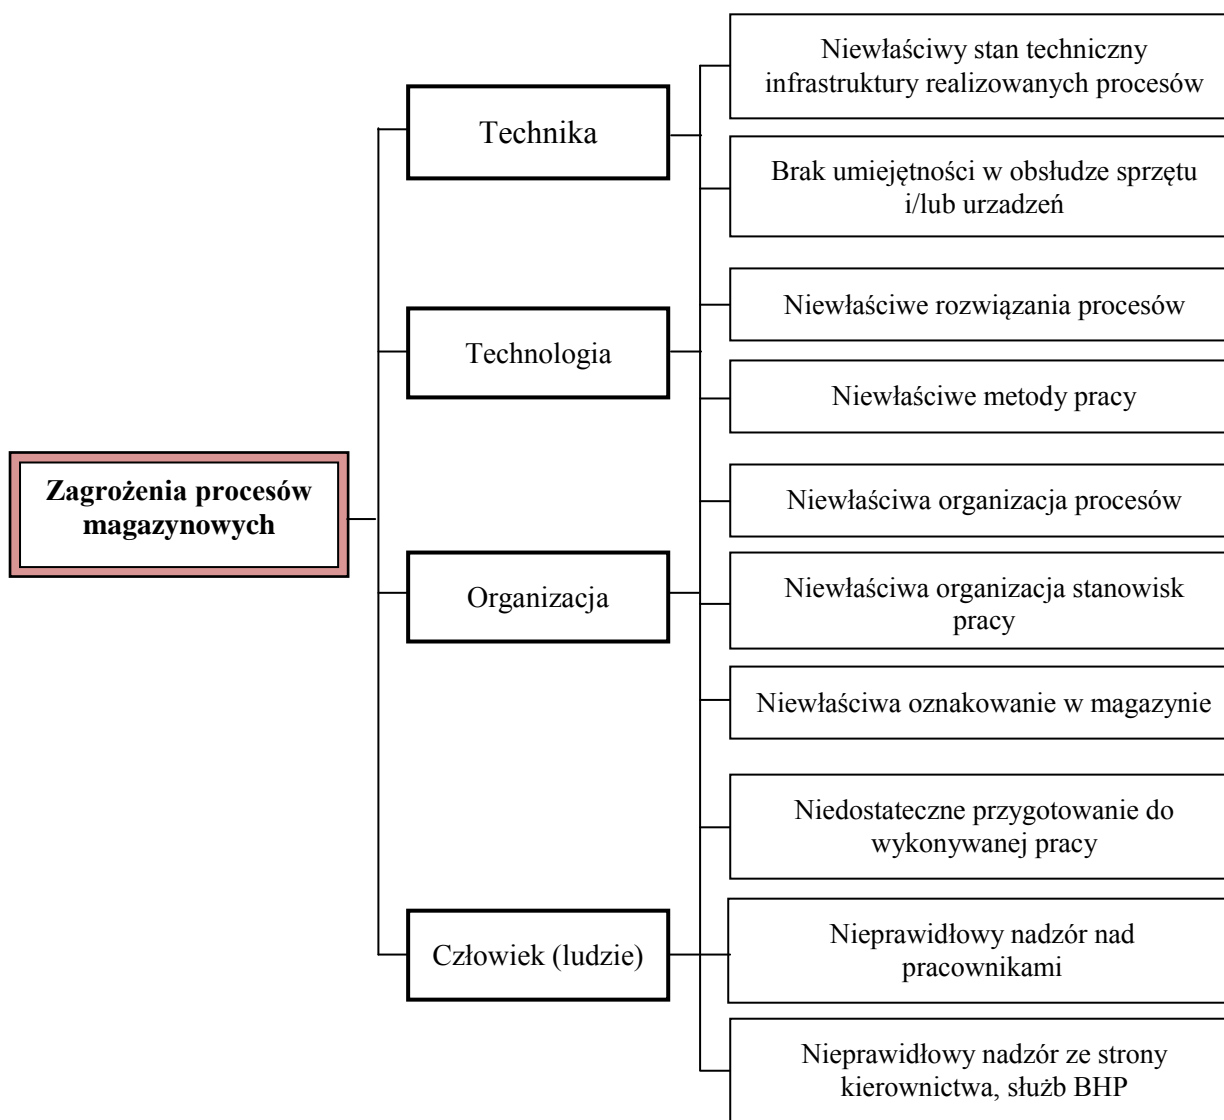 Zagrożenia procesów
magazynowych
Technika
Technologia
Organizacja
Człowiek (ludzie)
Niewłaściwy stan techniczny
infrastruktury realizowanych procesów
Brak umiejętności w obsłudze sprzętu
i/lub urzadzeń
Niewłaściwe rozwiązania procesów
Niewłaściwe metody pracy
Niewłaściwa organizacja procesów
Niewłaściwa organizacja stanowisk
pracy
Niewłaściwa oznakowanie w magazynie
Niedostateczne przygotowanie do
wykonywanej pracy
Nieprawidłowy nadzór nad
pracownikami
Nieprawidłowy nadzór ze strony
kierownictwa, służb BHP